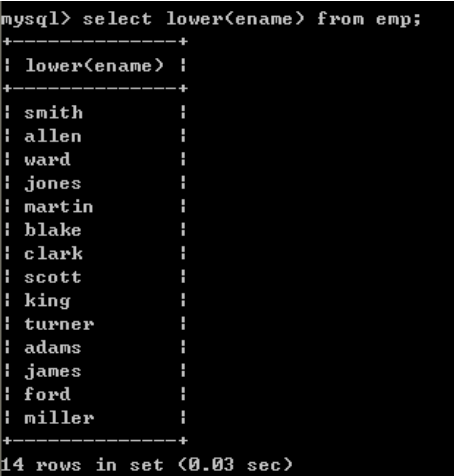 mysql> select lower(ename) from emp;
+--------------+
| lower(ename) |
+--------------+
| smith        |
| allen        |
| ward         |
| jones        |
| martin       |
| blake        |
| clark        |
| scott        |
| king         |
| turner       |
| adams        |
| james        |
| ford         |
| miller       |
+--------------+
14 rows in set (0.03 sec)